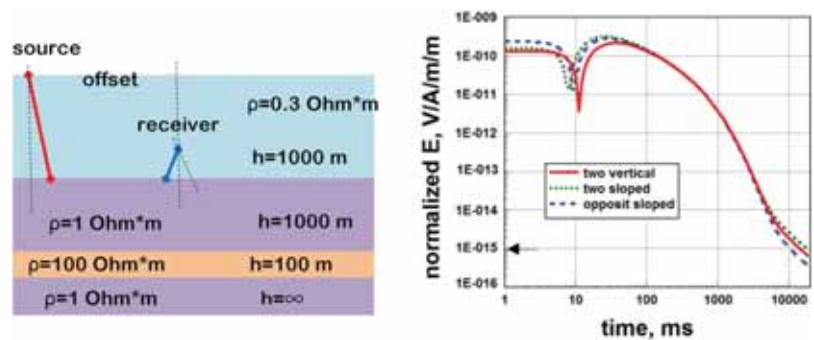 source
offset
ρ=0.3 Ohm*m
receiver
h=1000 m
ρ=1 Ohm*m
h=1000 m
ρ=100 Ohm*m
h=100 m
ρ=1 Ohm*m
h=∞
normalized E, V/A/m/m
1E-009
1E-010
1E-011
1E-012
1E-013
1E-014
1E-015
1E-016
two vertical
two sloped
opposit sloped
1
10
100
1000
10000
time, ms